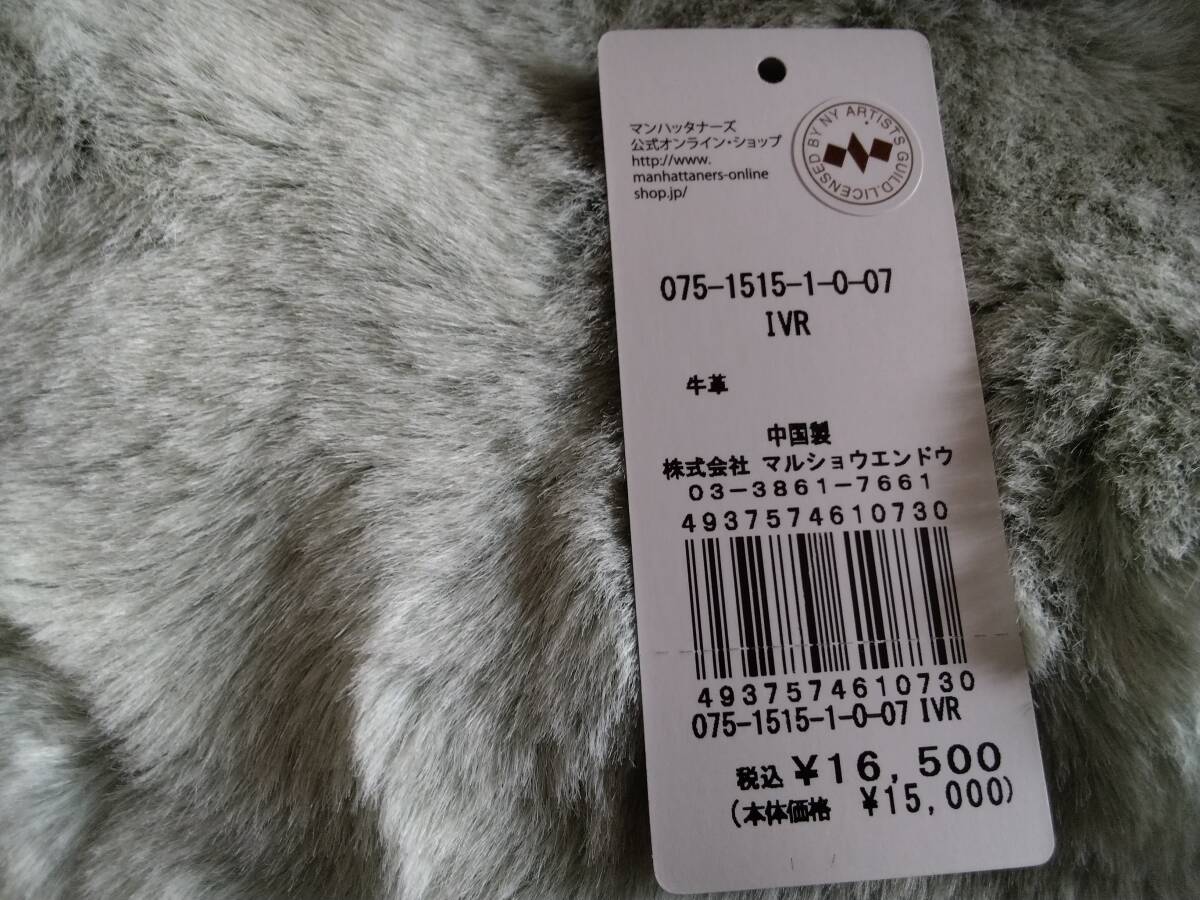 マンハッタナーズ
公式オンライン・ショップ
http://www.
manhattaners-online
shop.jp/
LICENSED BY NY ARTISTS GUILD.
075-1515-1-0-07
IVR
牛革
中国製
株式会社 マルショウエンドウ
03-3861-7661
4937574610730
4937574610730
075-1515-1-0-07 IVR
税込 ¥16,500
(本体価格 ¥15,000)